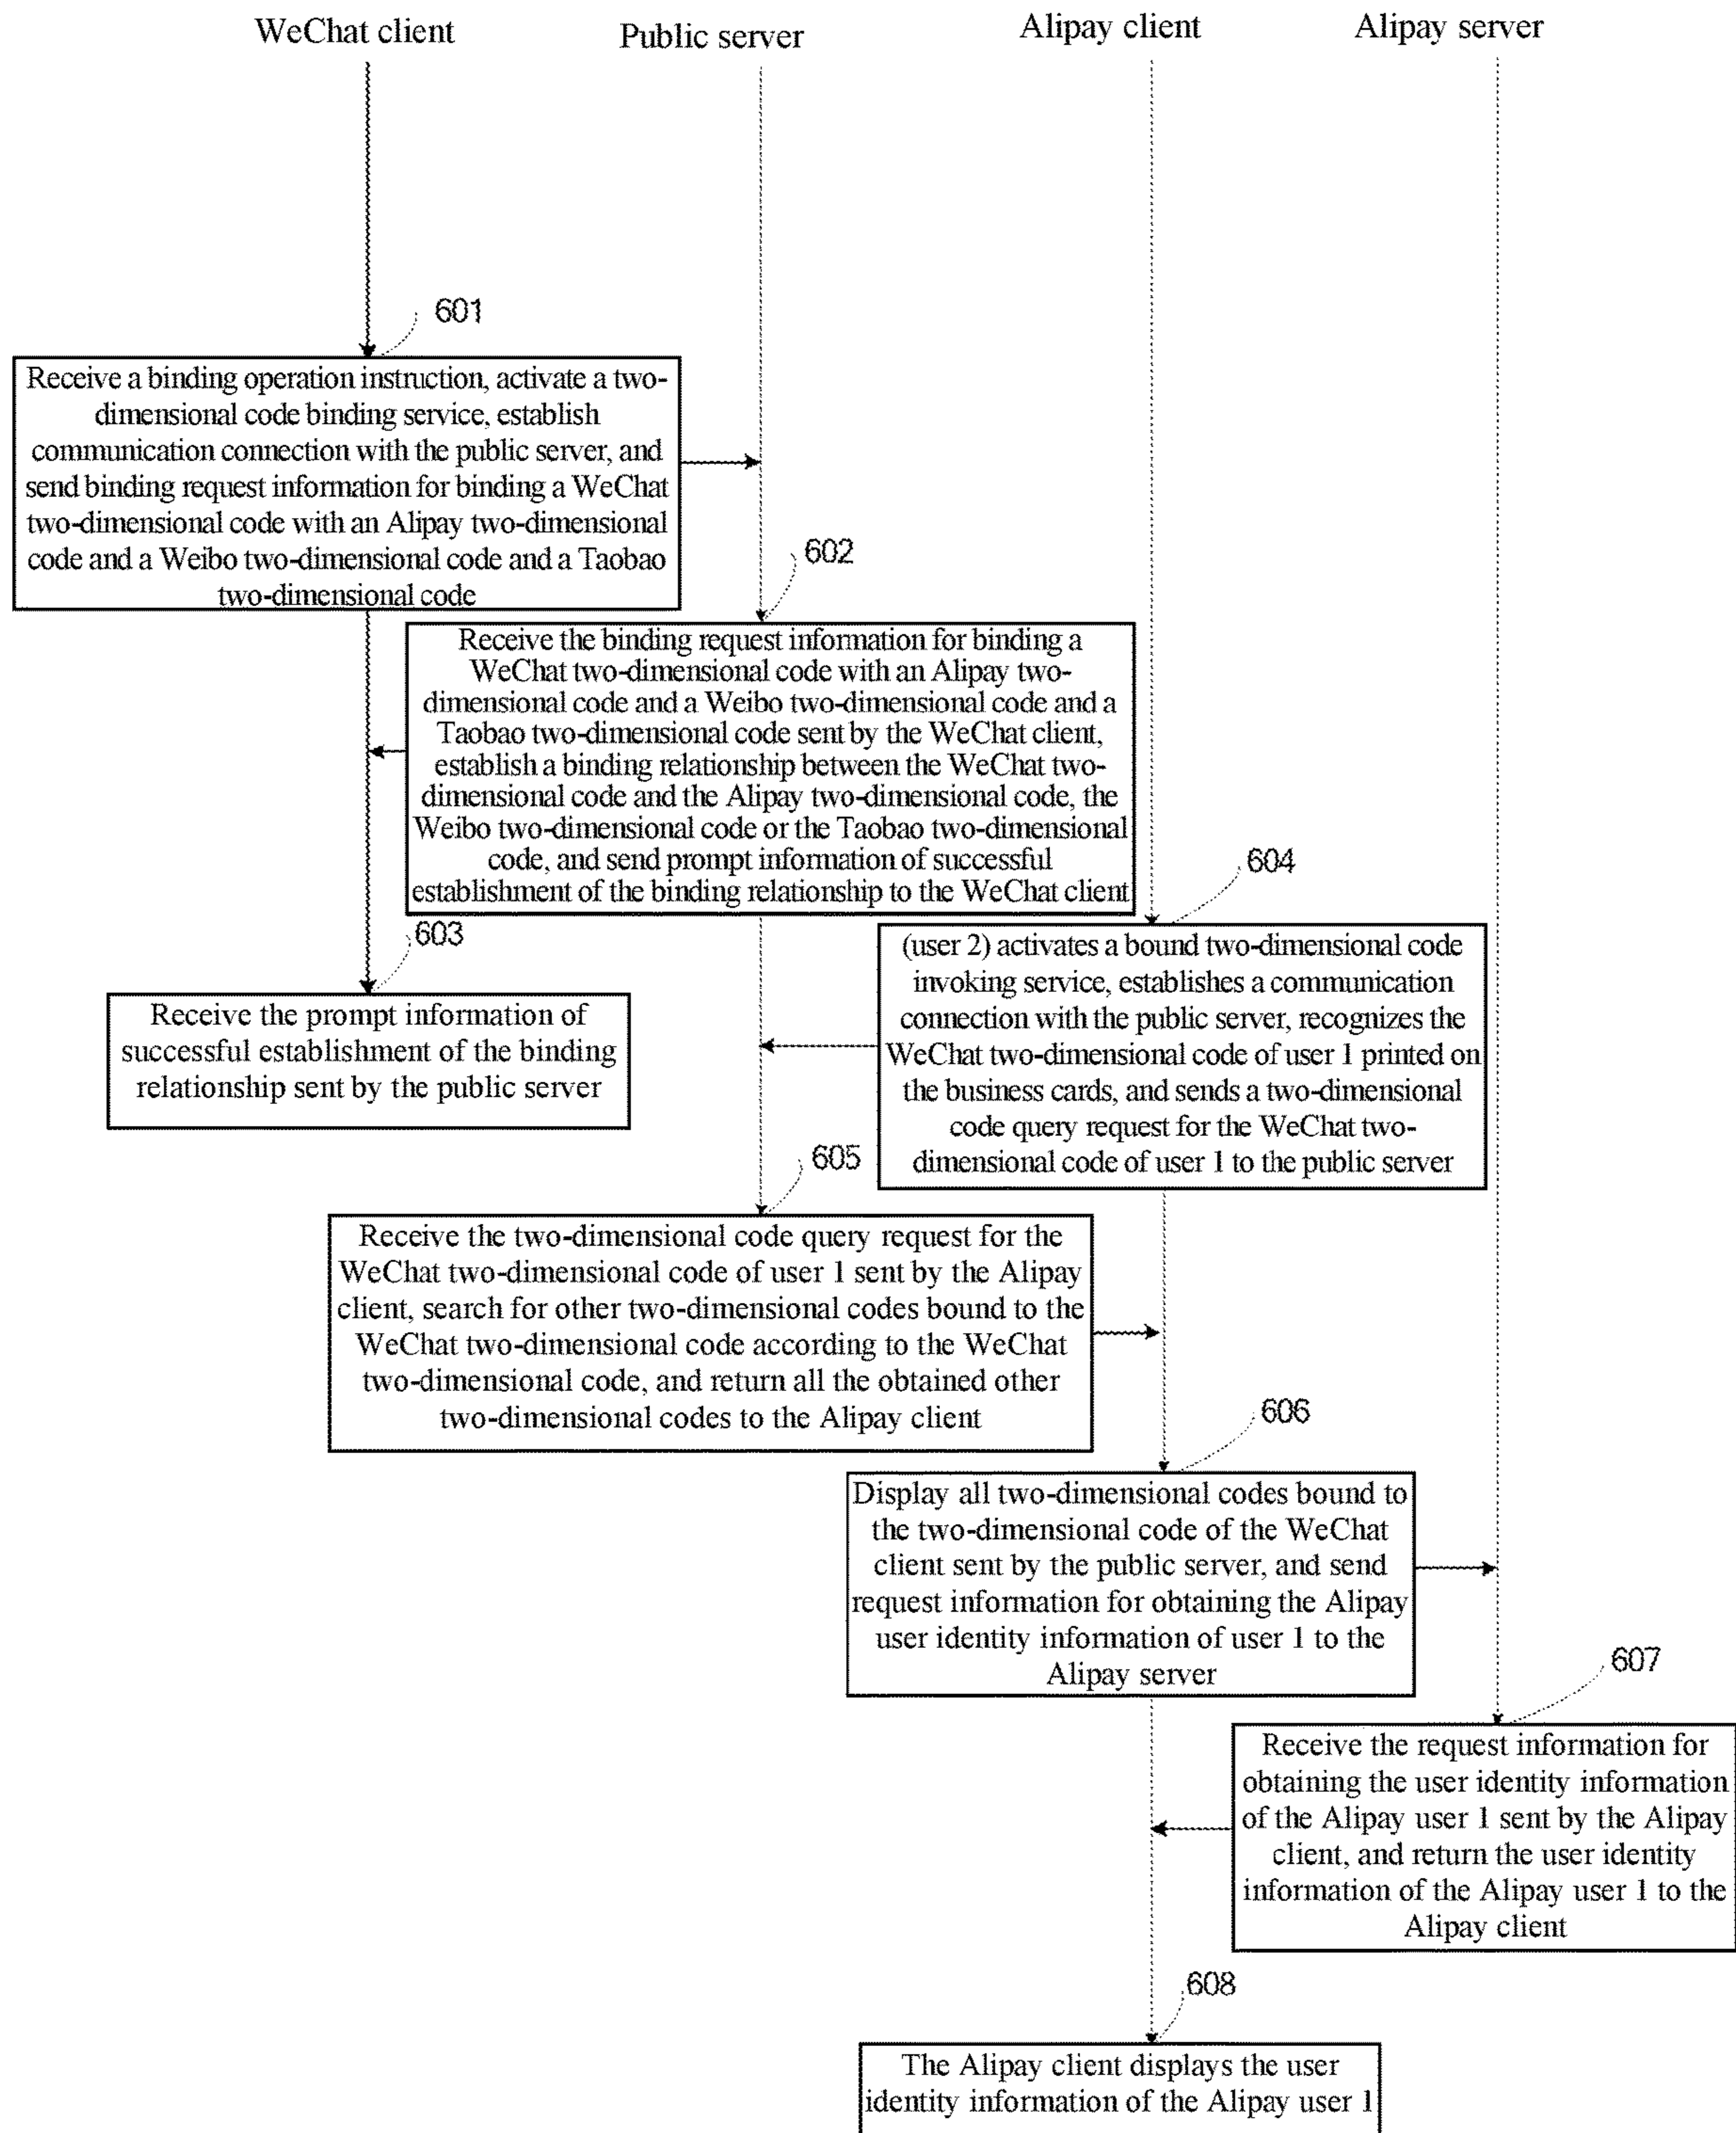 WeChat client
Public server
Alipay client
Alipay server
601
Receive a binding operation instruction, activate a two-
dimensional code binding service, establish
communication connection with the public server, and
send binding request information for binding a WeChat
two-dimensional code with an Alipay two-dimensional
code and a Weibo two-dimensional code and a Taobao
two-dimensional code
602
Receive the binding request information for binding a
WeChat two-dimensional code with an Alipay two-
dimensional code and a Weibo two-dimensional code and a
Taobao two-dimensional code sent by the WeChat client,
establish a binding relationship between the WeChat two-
dimensional code and the Alipay two-dimensional code, the
Weibo two-dimensional code or the Taobao two-dimensional
code, and send prompt information of successful
establishment of the binding relationship to the WeChat client
603
Receive the prompt information of
successful establishment of the binding
relationship sent by the public server
604
(user 2) activates a bound two-dimensional code
invoking service, establishes a communication
connection with the public server, recognizes the
WeChat two-dimensional code of user 1 printed on
the business cards, and sends a two-dimensional
code query request for the WeChat two-
dimensional code of user 1 to the public server
605
Receive the two-dimensional code query request for the
WeChat two-dimensional code of user 1 sent by the Alipay
client, search for other two-dimensional codes bound to the
WeChat two-dimensional code according to the WeChat
two-dimensional code, and return all the obtained other
two-dimensional codes to the Alipay client
606
Display all two-dimensional codes bound to
the two-dimensional code of the WeChat
client sent by the public server, and send
request information for obtaining the Alipay
user identity information of user 1 to the
Alipay server
607
Receive the request information for
obtaining the user identity information
of the Alipay user 1 sent by the Alipay
client, and return the user identity
information of the Alipay user 1 to the
Alipay client
608
The Alipay client displays the user
identity information of the Alipay user 1